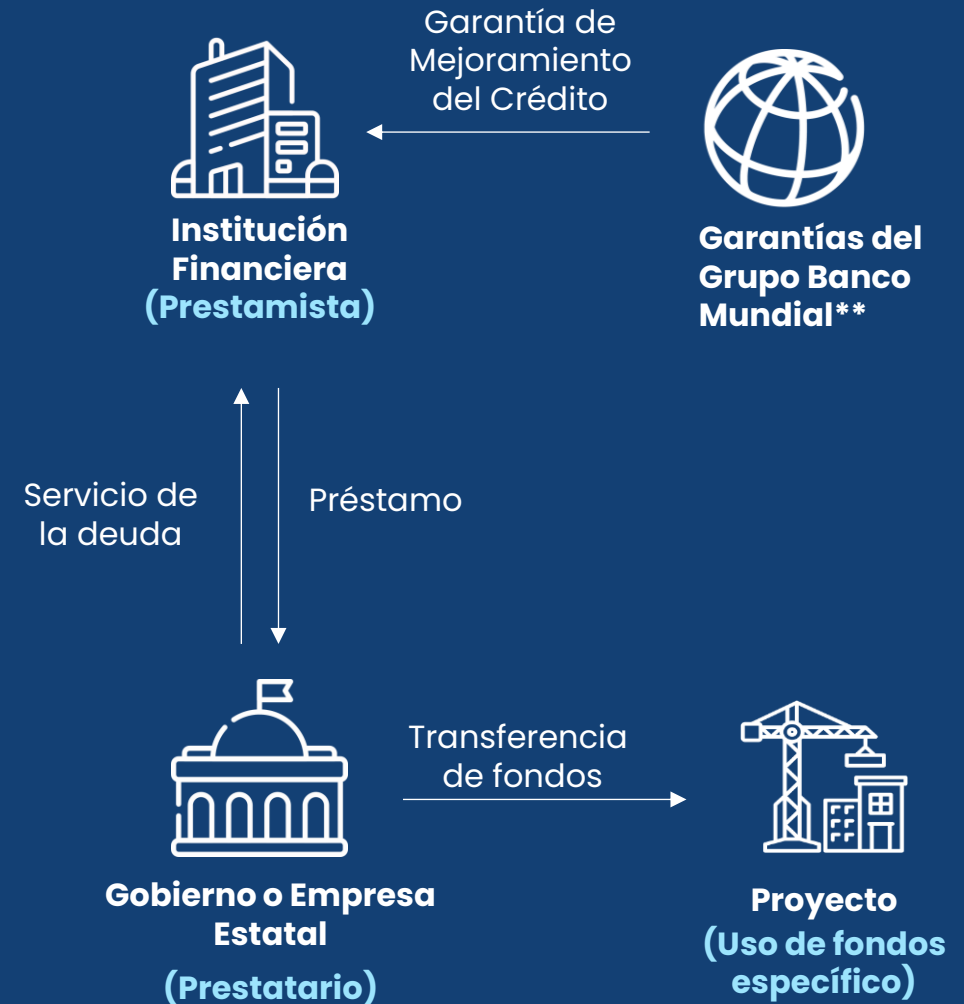 Garantía de
Mejoramiento
del Crédito
Institución
Financiera
(Prestamista)
Garantías del
Grupo Banco
Mundial**
Servicio de
la deuda
Préstamo
Transferencia
de fondos
Gobierno o Empresa
Estatal
(Prestatario)
Proyecto
(Uso de fondos
específico)